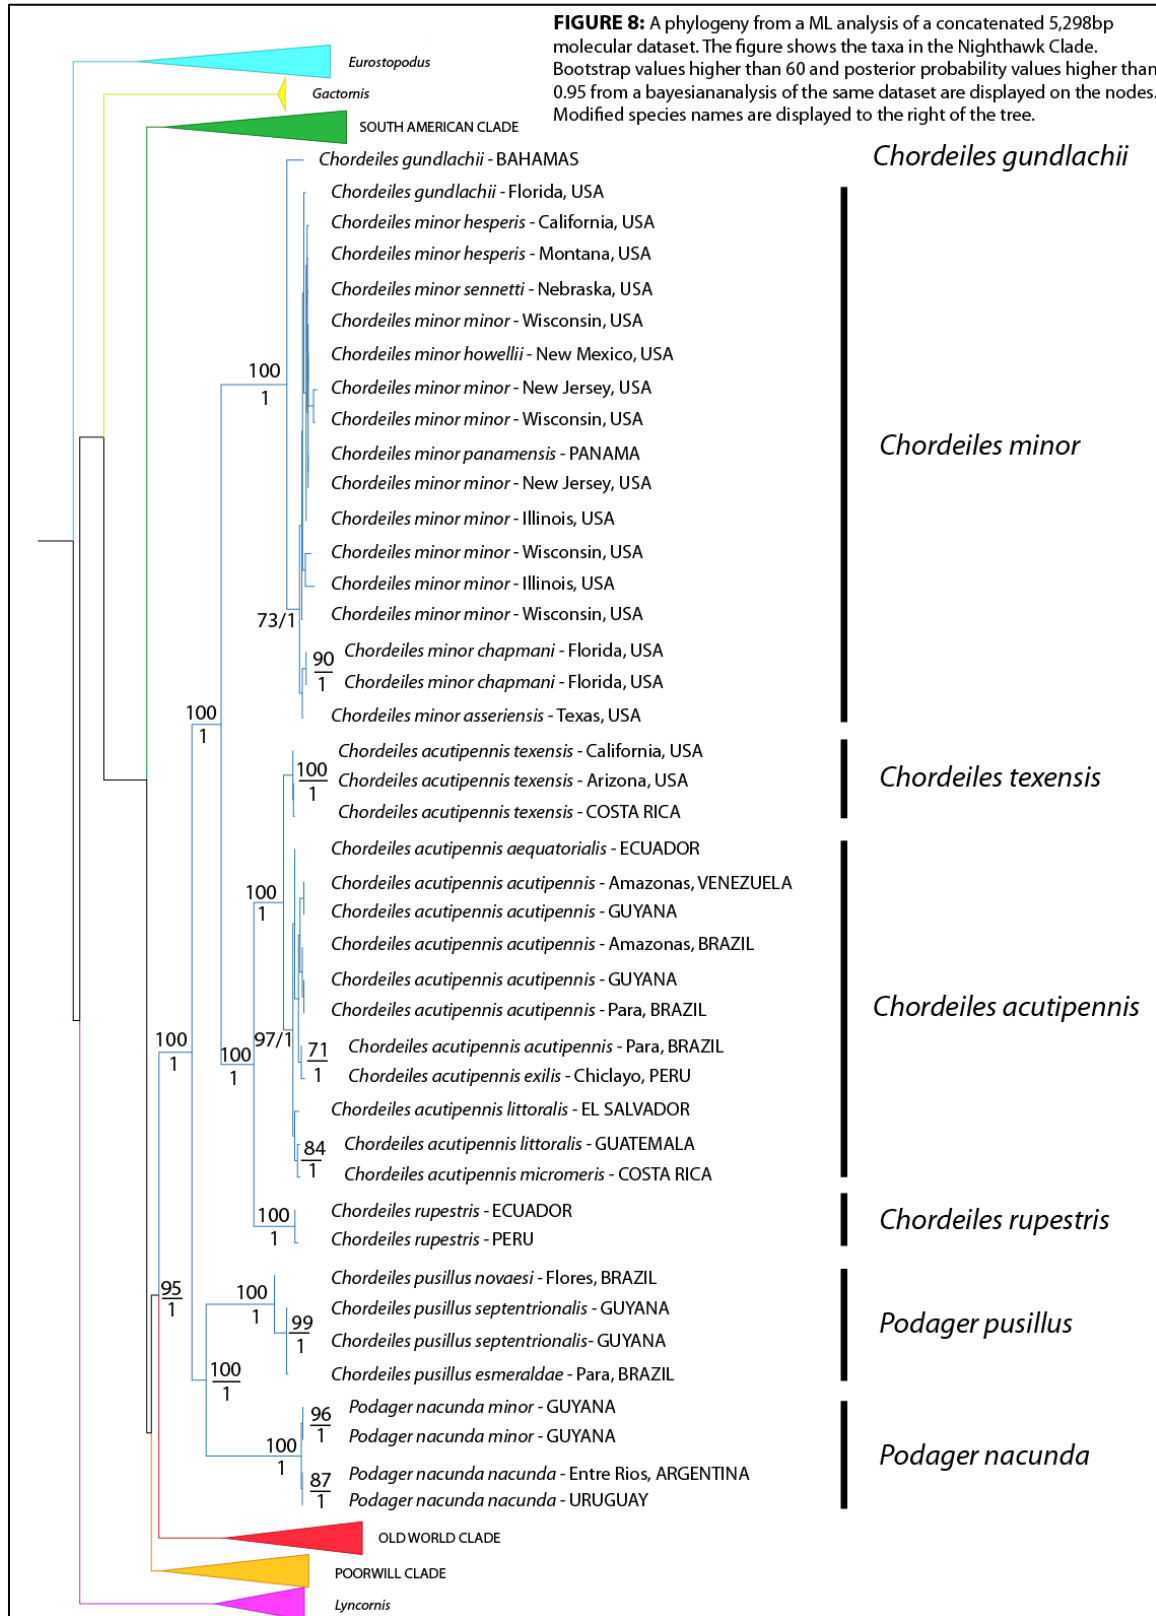 FIGURE 8: A phylogeny from a ML analysis of a concatenated 5,298bp
molecular dataset. The figure shows the taxa in the Nighthawk Clade.
Bootstrap values higher than 60 and posterior probability values higher than
0.95 from a bayesiananalysis of the same dataset are displayed on the nodes.
Modified species names are displayed to the right of the tree.
Eurostopodus
Gactornis
SOUTH AMERICAN CLADE
Chordeiles gundlachii - BAHAMAS
Chordeiles gundlachii
Chordeiles gundlachii - Florida, USA
Chordeiles minor hesperis - California, USA
Chordeiles minor hesperis - Montana, USA
Chordeiles minor sennetti - Nebraska, USA
Chordeiles minor minor - Wisconsin, USA
Chordeiles minor howellii - New Mexico, USA
100
1
Chordeiles minor minor - New Jersey, USA
Chordeiles minor minor - Wisconsin, USA
Chordeiles minor
Chordeiles minor panamensis - PANAMA
Chordeiles minor minor - New Jersey, USA
Chordeiles minor minor - Illinois, USA
Chordeiles minor minor - Wisconsin, USA
Chordeiles minor minor - Illinois, USA
Chordeiles minor minor - Wisconsin, USA
73/1
Chordeiles minor chapmani - Florida, USA
90
1
Chordeiles minor chapmani - Florida, USA
Chordeiles minor asseriensis - Texas, USA
100
1
Chordeiles acutipennis texensis - California, USA
100
1
Chordeiles acutipennis texensis - Arizona, USA
Chordeiles texensis
Chordeiles acutipennis texensis - COSTA RICA
Chordeiles acutipennis aequatorialis - ECUADOR
Chordeiles acutipennis acutipennis - Amazonas, VENEZUELA
100
1
Chordeiles acutipennis acutipennis - GUYANA
Chordeiles acutipennis acutipennis - Amazonas, BRAZIL
Chordeiles acutipennis acutipennis - GUYANA
Chordeiles acutipennis acutipennis - Para, BRAZIL
Chordeiles acutipennis
97/1
100
1
100
1
71
1
Chordeiles acutipennis acutipennis - Para, BRAZIL
Chordeiles acutipennis exilis - Chiclayo, PERU
Chordeiles acutipennis littoralis - EL SALVADOR
84
1
Chordeiles acutipennis littoralis - GUATEMALA
Chordeiles acutipennis micromeris - COSTA RICA
100
1
Chordeiles rupestris - ECUADOR
Chordeiles rupestris - PERU
Chordeiles rupestris
95
1
Chordeiles pusillus novaesi - Flores, BRAZIL
100
1
Chordeiles pusillus septentrionalis - GUYANA
99
1
Chordeiles pusillus septentrionalis- GUYANA
Podager pusillus
Chordeiles pusillus esmeraldae - Para, BRAZIL
100
1
Podager nacunda minor - GUYANA
96
1
Podager nacunda minor - GUYANA
100
1
Podager nacunda
Podager nacunda nacunda - Entre Rios, ARGENTINA
87
1
Podager nacunda nacunda - URUGUAY
OLD WORLD CLADE
POORWILL CLADE
Lyncornis